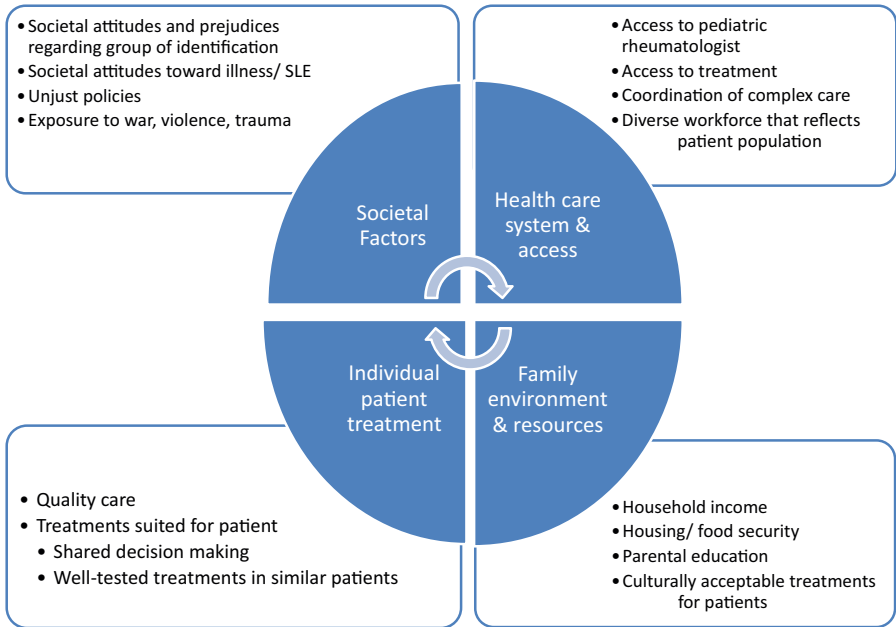 • Societal attitudes and prejudices
regarding group of identification
• Societal attitudes toward illness/ SLE
• Unjust policies
• Exposure to war, violence, trauma
• Access to pediatric
rheumatologist
• Access to treatment
• Coordination of complex care
• Diverse workforce that reflects
patient population
Societal
Factors
Health care
system &
access
Individual
patient
treatment
Family
environment
& resources
• Quality care
• Treatments suited for patient
• Shared decision making
• Well-tested treatments in similar patients
• Household income
• Housing/ food security
• Parental education
• Culturally acceptable treatments
for patients